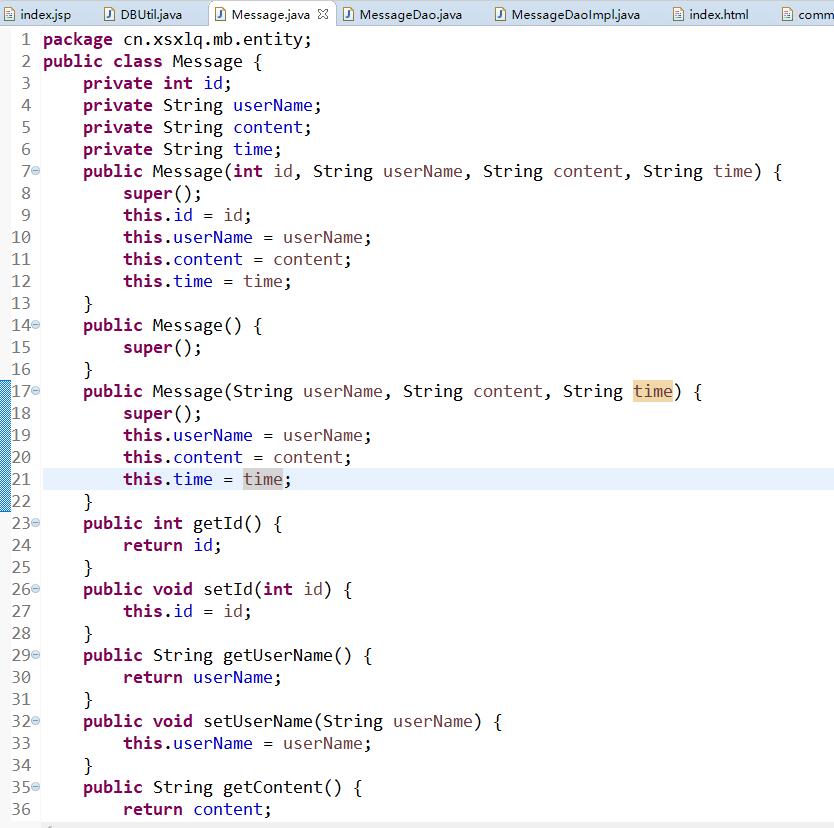 index.jsp DBUtil.java Message.java MessageDao.java MessageDaoImpl.java index.html comm
1 package cn.xsxlq.mb.entity;
2 public class Message {
3     private int id;
4     private String userName;
5     private String content;
6     private String time;
7     public Message(int id, String userName, String content, String time) {
8         super();
9         this.id = id;
10         this.userName = userName;
11         this.content = content;
12         this.time = time;
13     }
14     public Message() {
15         super();
16     }
17     public Message(String userName, String content, String time) {
18         super();
19         this.userName = userName;
20         this.content = content;
21         this.time = time;
22     }
23     public int getId() {
24         return id;
25     }
26     public void setId(int id) {
27         this.id = id;
28     }
29     public String getUserName() {
30         return userName;
31     }
32     public void setUserName(String userName) {
33         this.userName = userName;
34     }
35     public String getContent() {
36         return content;